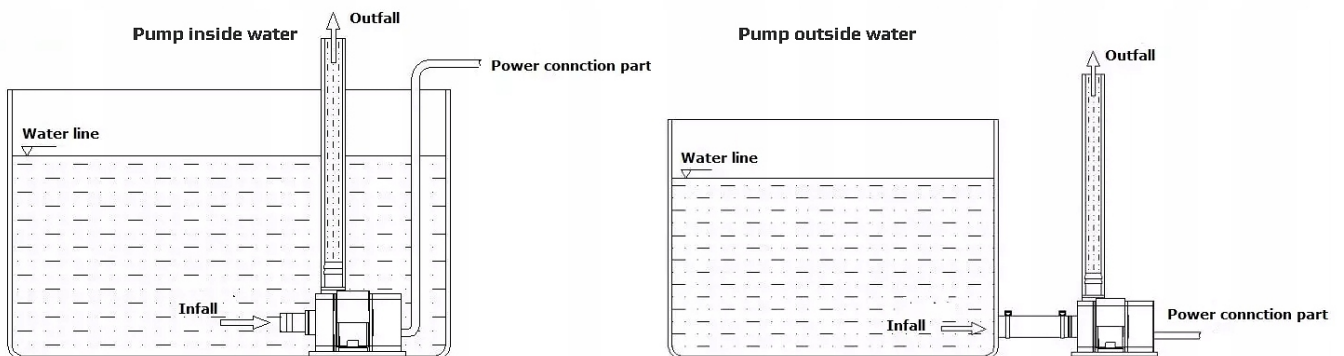 Pump inside water
Outfall
Power connction part
Water line
Infall
Pump outside water
Outfall
Water line
Infall
Power connction part